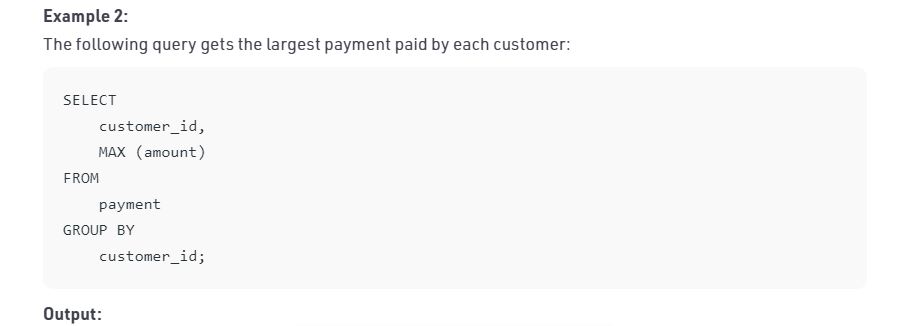 Example 2:
The following query gets the largest payment paid by each customer:
SELECT
    customer_id,
    MAX (amount)
FROM
    payment
GROUP BY
    customer_id;
Output: